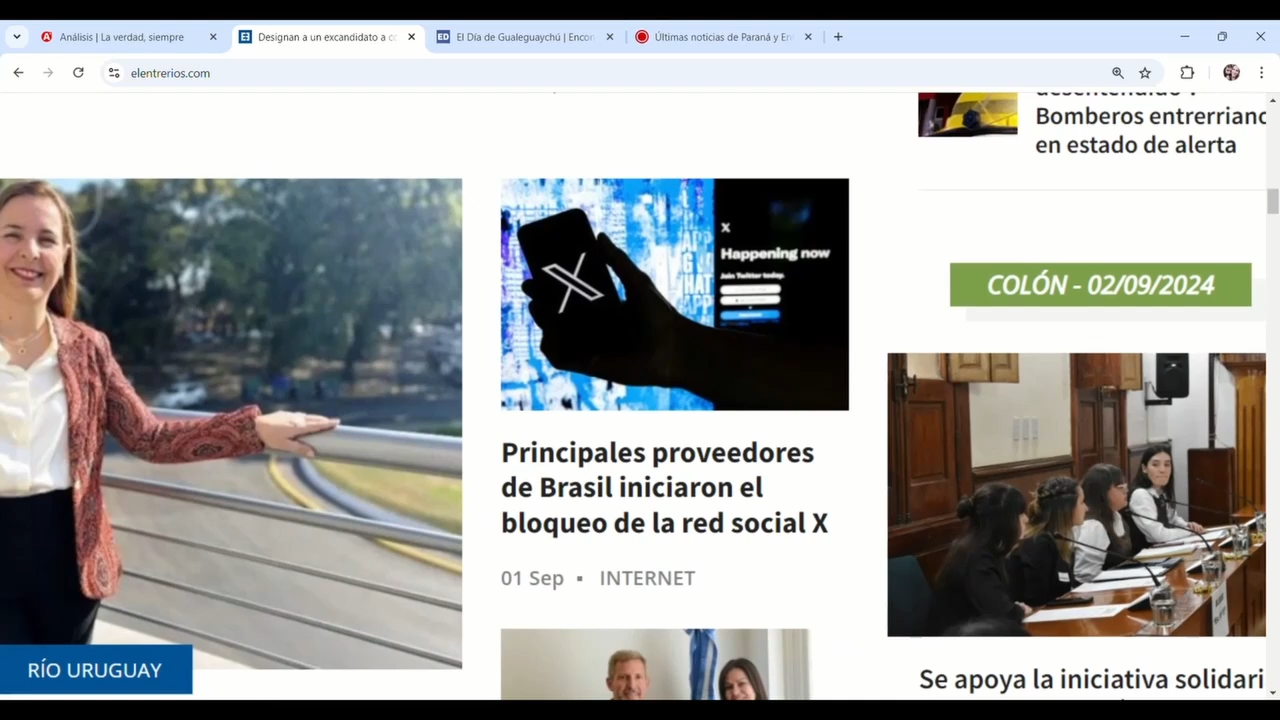 Análisis | La verdad, siempre
Designan a un excandidato a co
ED El Día de Gualeguaychú | Encon
Últimas noticias de Paraná y En
elentrerios.com
Bomberos entrerriano
en estado de alerta
X
Happening now
Join Twitter today.
COLÓN - 02/09/2024
Principales proveedores
de Brasil iniciaron el
bloqueo de la red social X
01 Sep ▪ INTERNET
RÍO URUGUAY
Se apoya la iniciativa solidari